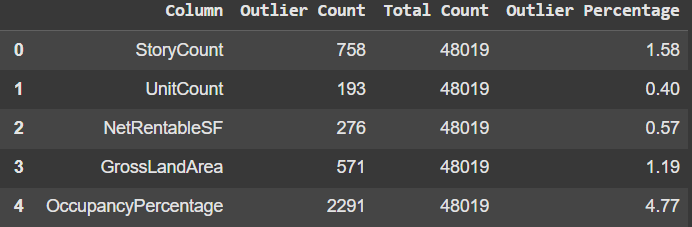 Column Outlier Count Total Count Outlier Percentage
0 StoryCount 758 48019 1.58
1 UnitCount 193 48019 0.40
2 NetRentableSF 276 48019 0.57
3 GrossLandArea 571 48019 1.19
4 OccupancyPercentage 2291 48019 4.77